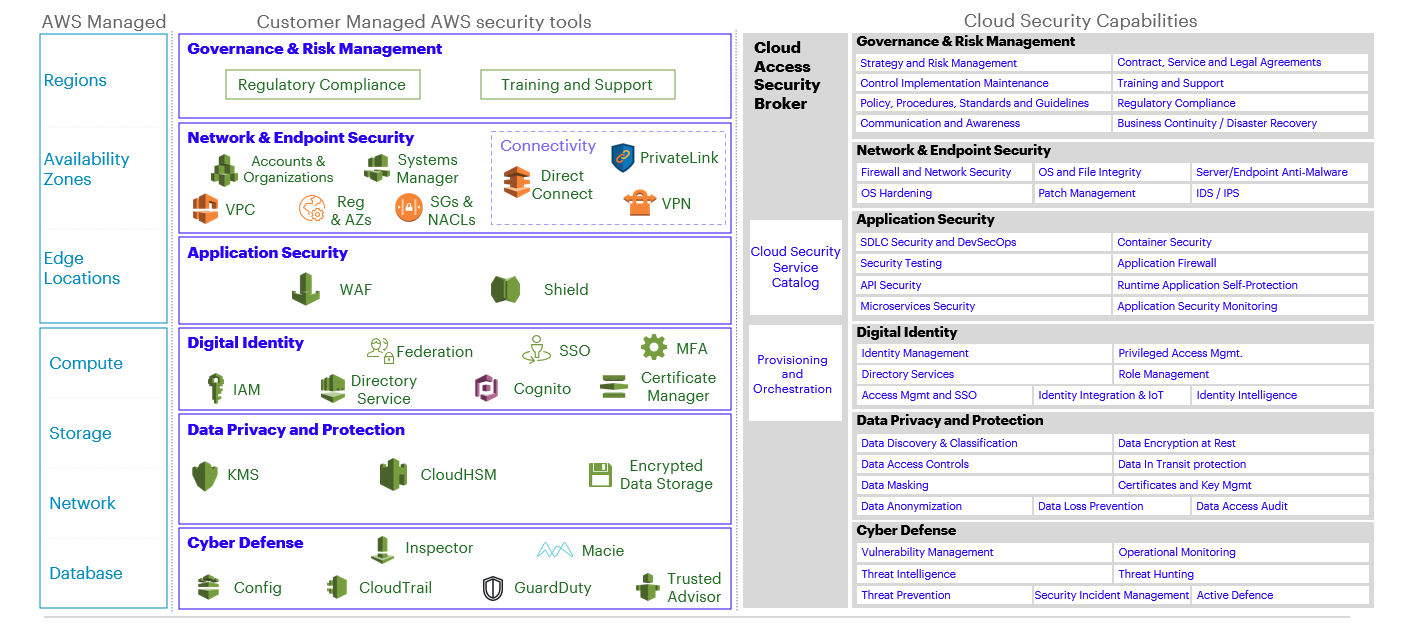 AWS Managed
Customer Managed AWS security tools
Cloud Security Capabilities
Regions
Availability
Zones
Edge
Locations
Compute
Storage
Network
Database
Governance & Risk Management
Regulatory Compliance
Training and Support
Network & Endpoint Security
Accounts &
Organizations
Systems
Manager
VPC
Reg
& AZs
SGs &
NACLs
Connectivity
PrivateLink
Direct
Connect
VPN
Application Security
WAF
Shield
Digital Identity
Federation
SSO
MFA
IAM
Directory
Service
Cognito
Certificate
Manager
Data Privacy and Protection
KMS
CloudHSM
Encrypted
Data Storage
Cyber Defense
Inspector
Macie
Config
CloudTrail
GuardDuty
Trusted
Advisor
Cloud
Access
Security
Broker
Cloud Security
Service
Catalog
Provisioning
and
Orchestration
Governance & Risk Management
Strategy and Risk Management
Contract, Service and Legal Agreements
Control Implementation Maintenance
Training and Support
Policy, Procedures, Standards and Guidelines
Regulatory Compliance
Communication and Awareness
Business Continuity / Disaster Recovery
Network & Endpoint Security
Firewall and Network Security
OS and File Integrity
Server/Endpoint Anti-Malware
OS Hardening
Patch Management
IDS / IPS
Application Security
SDLC Security and DevSecOps
Container Security
Security Testing
Application Firewall
API Security
Runtime Application Self-Protection
Microservices Security
Application Security Monitoring
Digital Identity
Identity Management
Privileged Access Mgmt.
Directory Services
Role Management
Access Mgmt and SSO
Identity Integration & IoT
Identity Intelligence
Data Privacy and Protection
Data Discovery & Classification
Data Encryption at Rest
Data Access Controls
Data In Transit protection
Data Masking
Certificates and Key Mgmt
Data Anonymization
Data Loss Prevention
Data Access Audit
Cyber Defense
Vulnerability Management
Operational Monitoring
Threat Intelligence
Threat Hunting
Threat Prevention
Security Incident Management
Active Defence